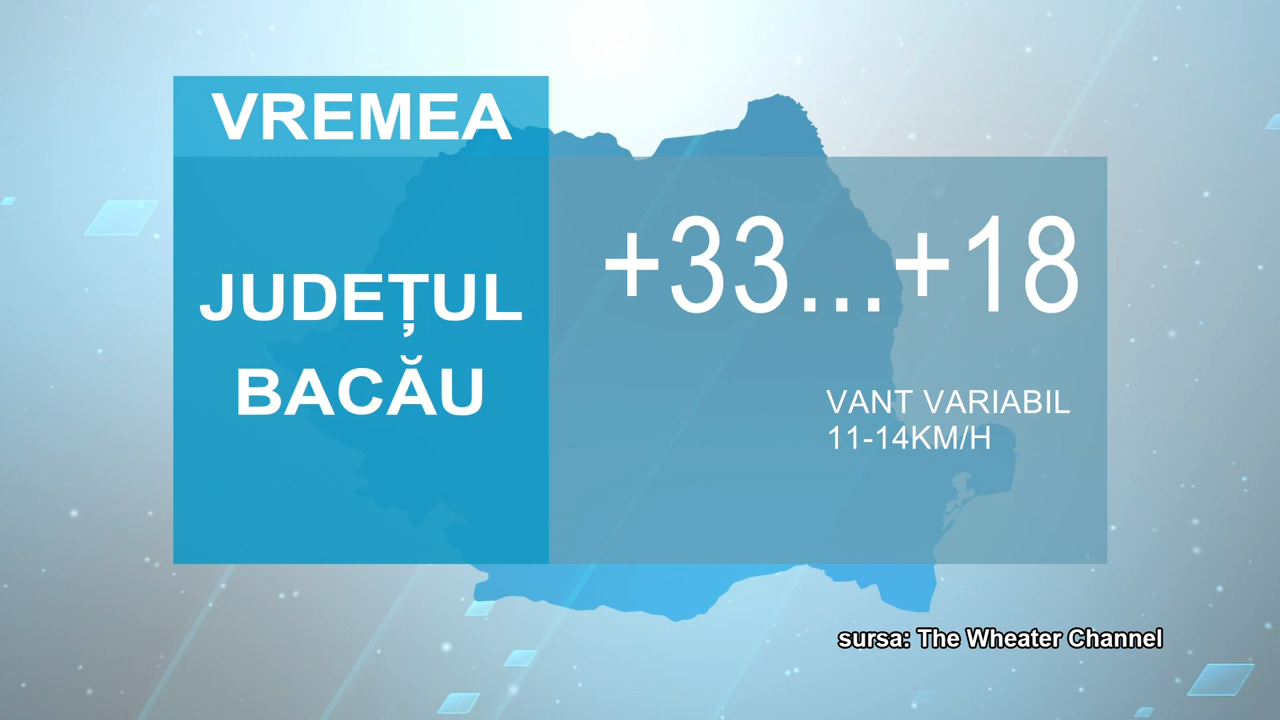 VREMEA
JUDEȚUL
BACĂU
+33...+18
VANT VARIABIL
11-14KM/H
sursa: The Wheater Channel